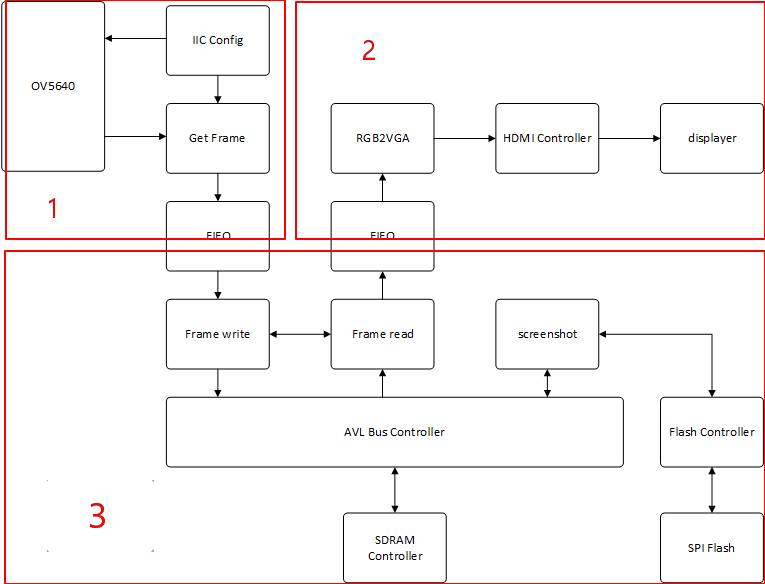 IIC Config
OV5640
2
Get Frame
RGB2VGA
HDMI Controller
displayer
1
FIFO
FIFO
Frame write
Frame read
screenshot
AVL Bus Controller
Flash Controller
3
SDRAM
Controller
SPI Flash